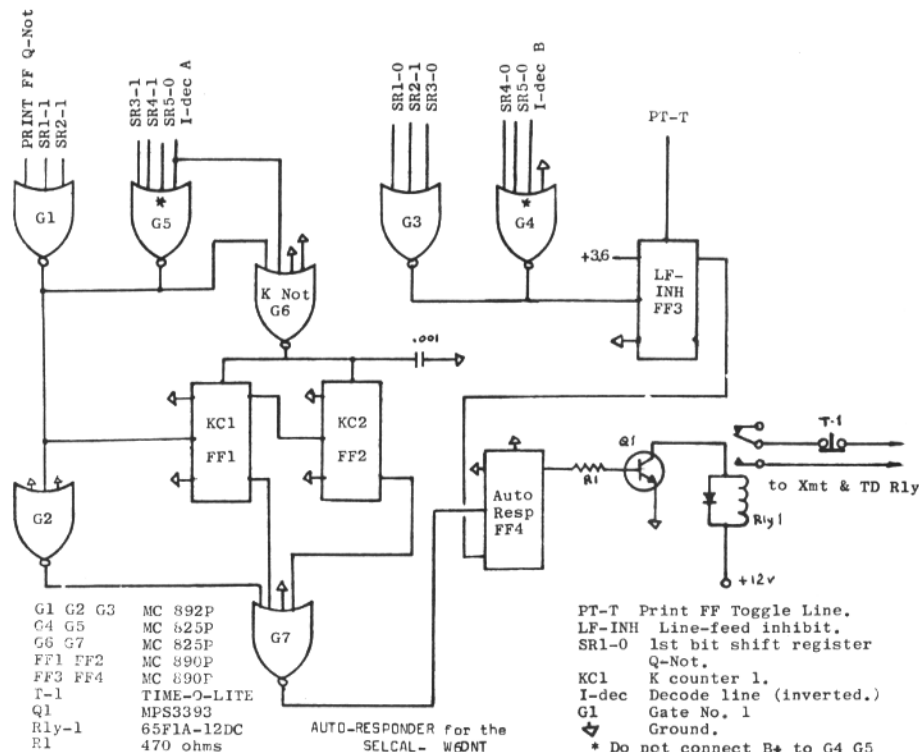 PRINT FF Q-Not
SR1-1
SR2-1
SR3-1
SR4-1
SR5-0
I-dec A
SR1-0
SR2-1
SR3-0
SR4-0
SR5-0
I-dec B
PT-T
G1
*
G5
G3
*
G4
K Not
G6
+3.6
LF-
INH
FF3
.001
KC1
FF1
KC2
FF2
G2
Auto
Resp
FF4
R1
Q1
T-1
to Xmt & TD Rly
Rly1
+12v
G7
G1 G2 G3 MC 892P
G4 G5 MC 825P
G6 G7 MC 825P
FF1 FF2 MC 890P
FF3 FF4 MC 890P
T-1 TIME-O-LITE
Q1 MPS3393
Rly-1 65F1A-12DC
R1 470 ohms
AUTO-RESPONDER for the
SELCAL- W6DNT
PT-T Print FF Toggle Line.
LF-INH Line-feed inhibit.
SR1-0 1st bit shift register
Q-Not.
KC1 K counter 1.
I-dec Decode line (inverted.)
G1 Gate No. 1
Ground.
* Do not connect B+ to G4 G5